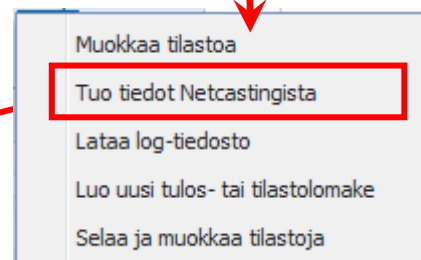 Muokkaa tilastoa
Tuo tiedot Netcastingista
Lataa log-tiedosto
Luo uusi tulos- tai tilastolomake
Selaa ja muokkaa tilastoja